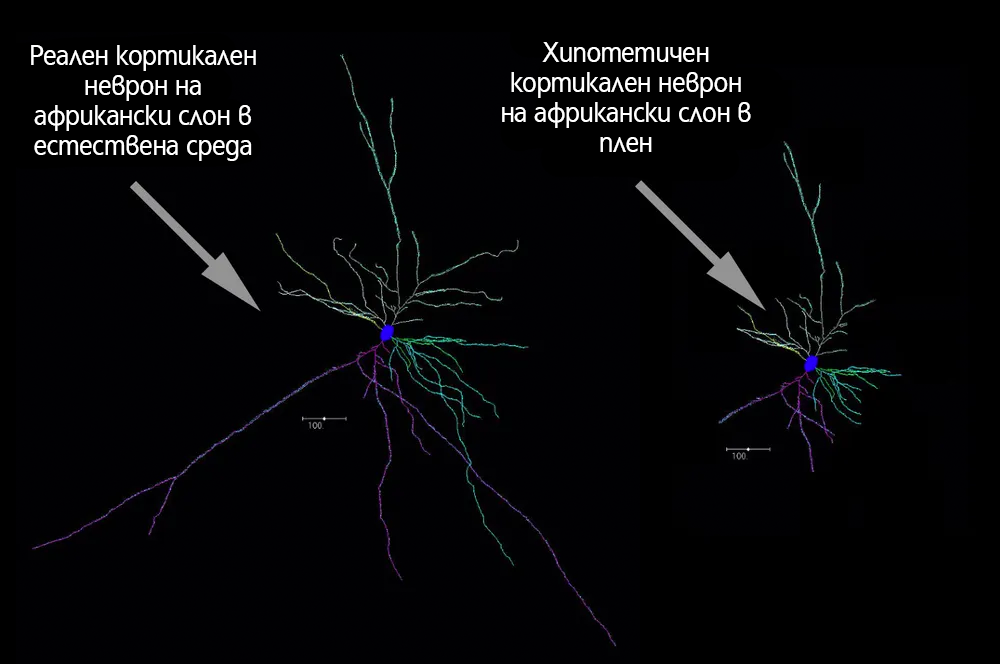 Реален кортикален
неврон на
африкански слон в
естествена среда
Хипотетичен
кортикален неврон
на африкански слон в
плен
100.
100.